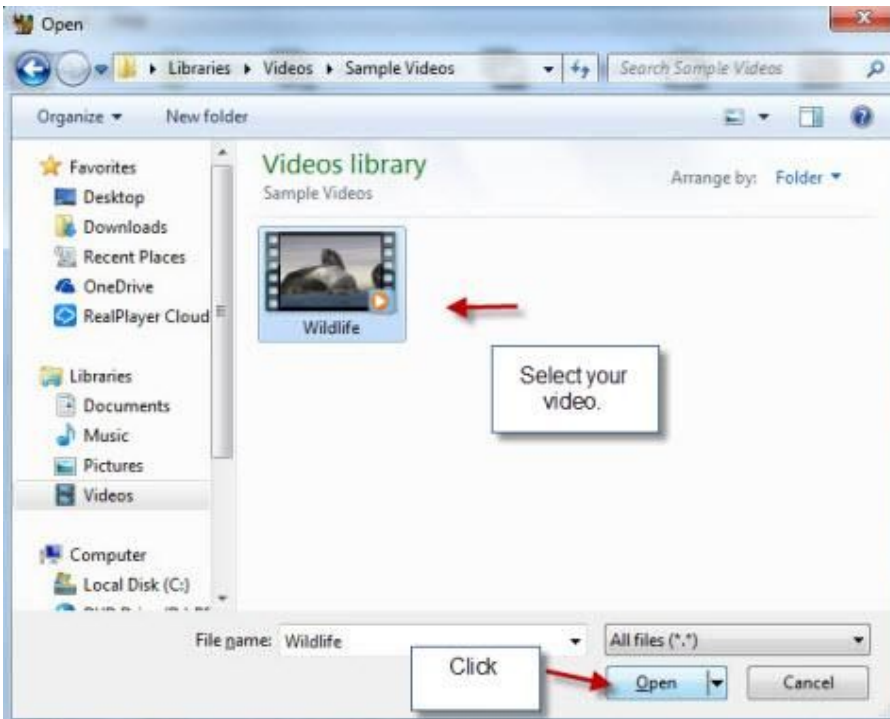 Open
Libraries Videos Sample Videos
Search Sample Videos
Organize
New folder
Favorites
Desktop
Downloads
Recent Places
OneDrive
RealPlayer Cloud
Libraries
Documents
Music
Pictures
Videos
Computer
Local Disk (C:)
Videos library
Sample Videos
Arrange by: Folder
Wildlife
Select your
video.
File name: Wildlife
All files (*.*)
Click
Open
Cancel